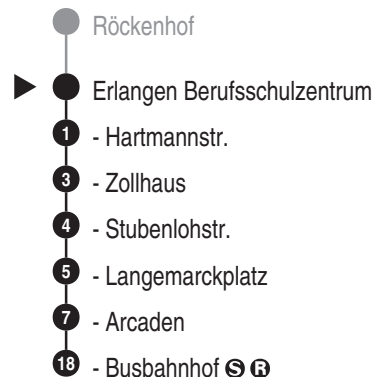 Röckenhof
Erlangen Berufsschulzentrum
1 - Hartmannstr.
3 - Zollhaus
4 - Stubenlohstr.
5 - Langemarckplatz
7 - Arcaden
18 - Busbahnhof S R